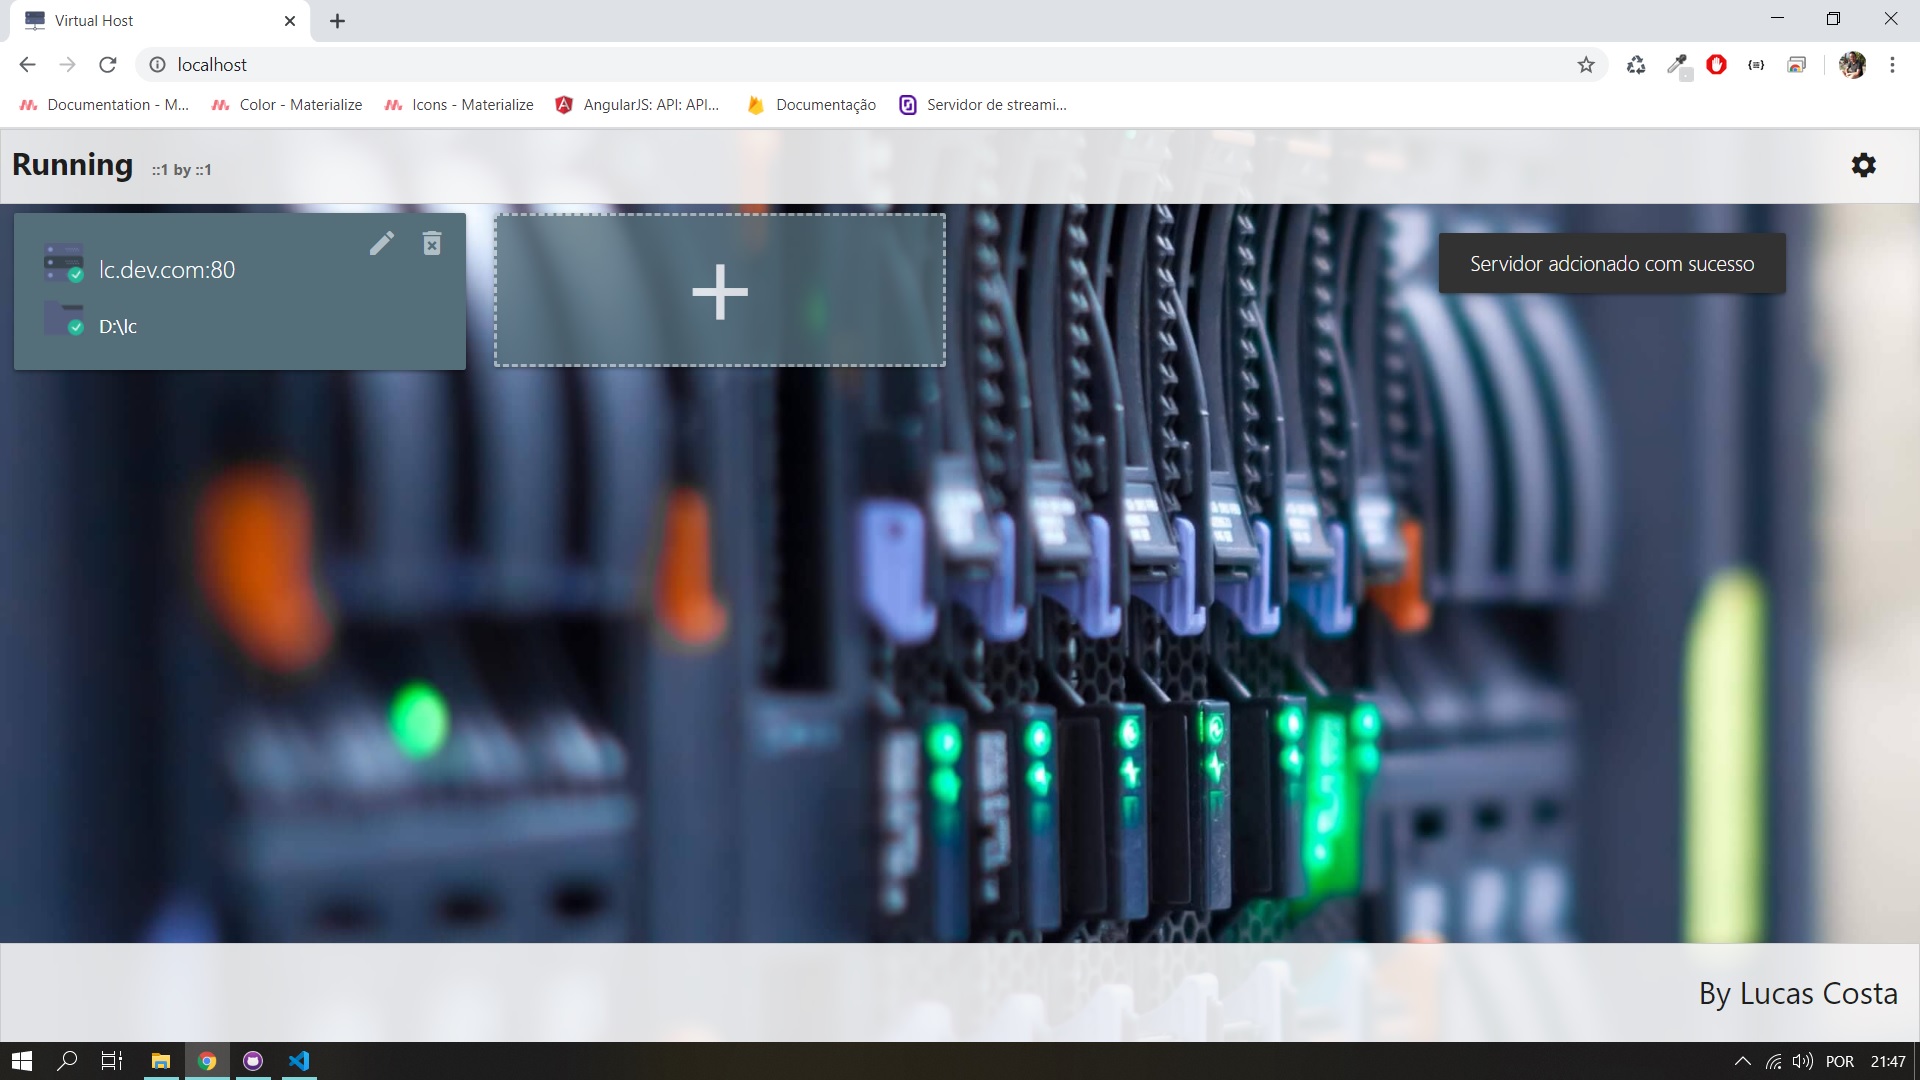 Virtual Host
localhost
Documentation - M...
Color - Materialize
Icons - Materialize
AngularJS: API: API...
Documentação
Servidor de streami...
Running ::1 by ::1
lc.dev.com:80
D:\lc
Servidor adcionado com sucesso
By Lucas Costa
POR
21:47